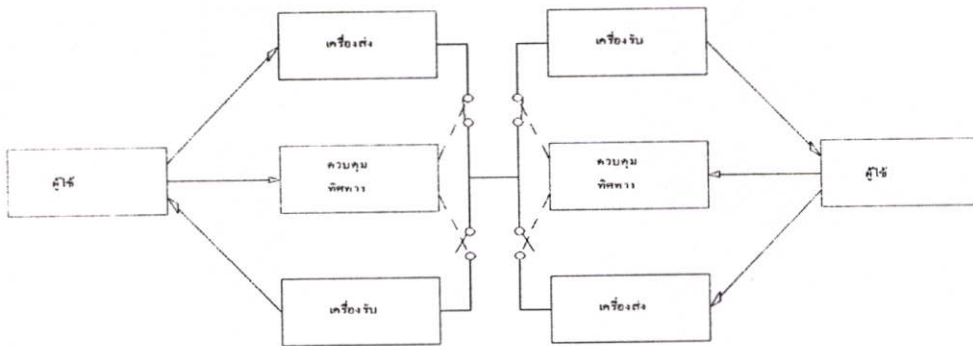 เครื่องส่ง
เครื่องรับ
ผู้ใช้
ควบคุม
ทิศทาง
ควบคุม
ทิศทาง
ผู้ใช้
เครื่องรับ
เครื่องส่ง